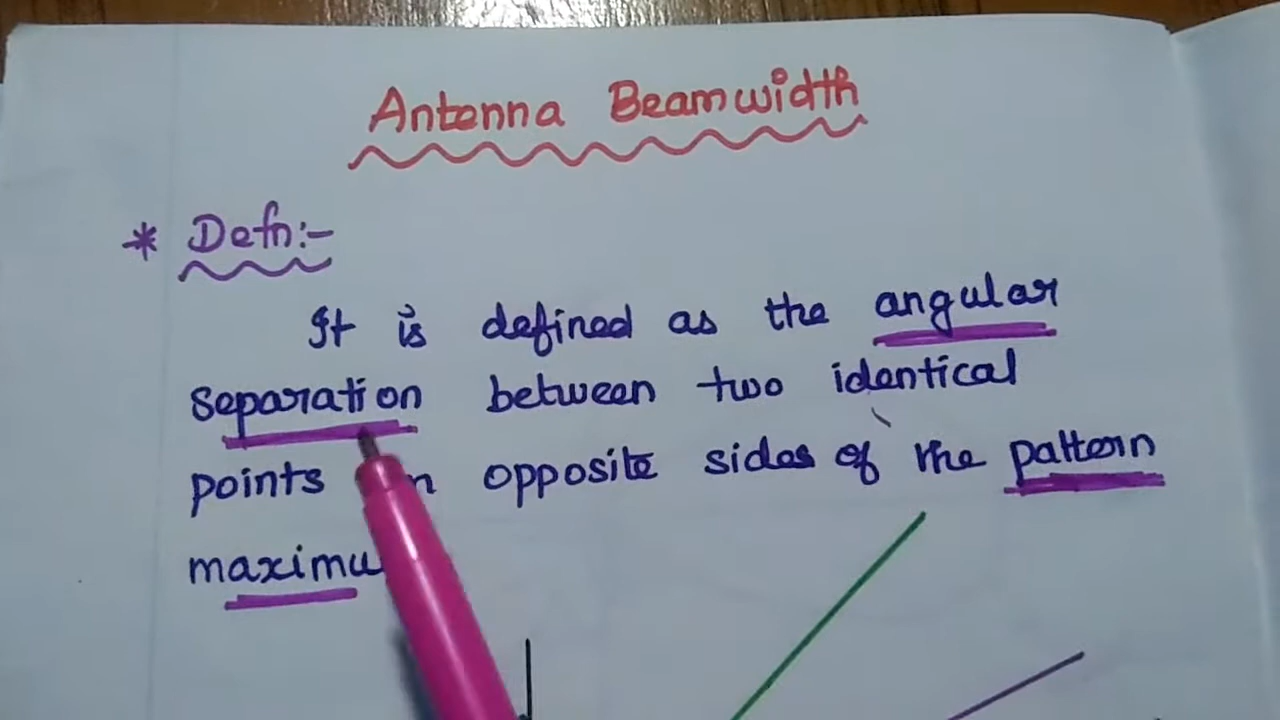 Antenna Beamwidth
* Defn:-
It is defined as the angular
separation between two identical
points opposite sides of the pattern